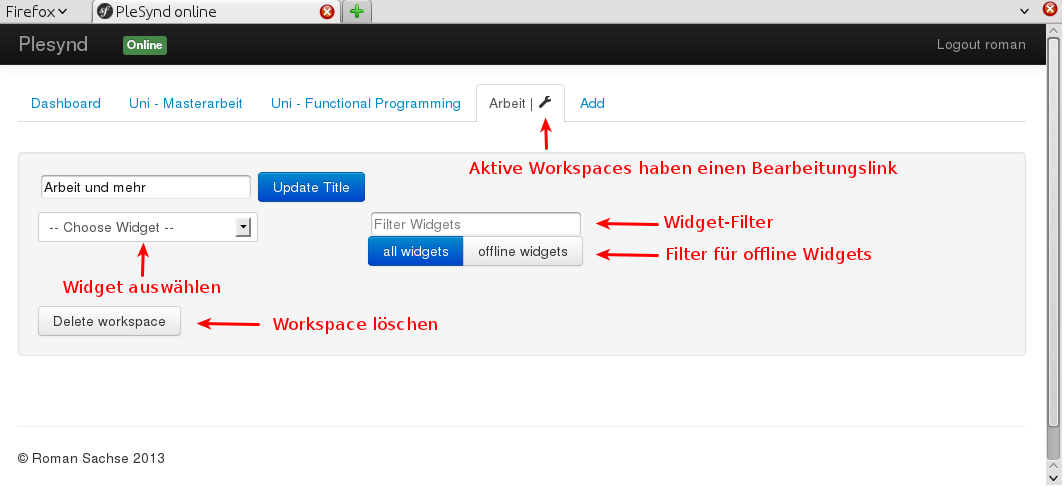 Firefox
PleSynd online
Plesynd Online Logout roman
Dashboard Uni - Masterarbeit Uni - Functional Programming Arbeit | Add
Aktive Workspaces haben einen Bearbeitungslink
Arbeit und mehr Update Title
-- Choose Widget -- Filter Widgets Widget-Filter
all widgets offline widgets Filter für offline Widgets
Widget auswählen
Delete workspace Workspace löschen
© Roman Sachse 2013